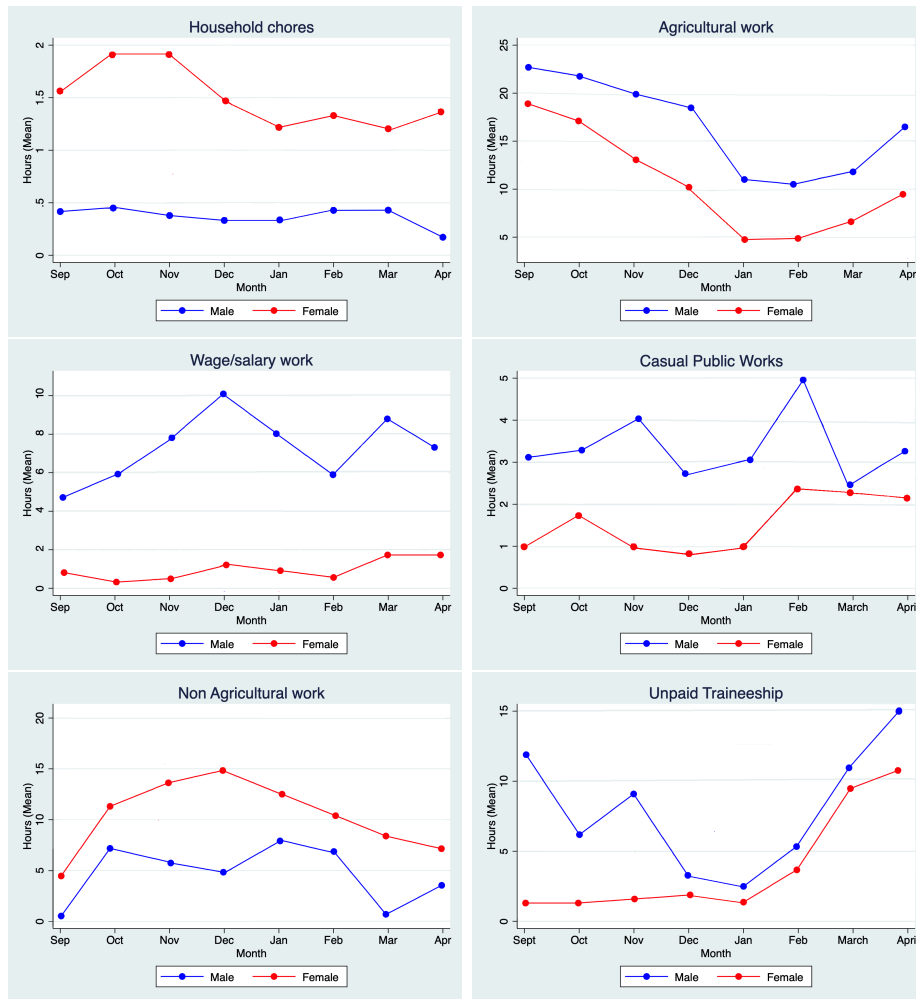 Household chores
Hours (Mean)
2
1.5
1
.5
0
Sep Oct Nov Dec Jan Feb Mar Apr
Month
Male Female
Agricultural work
Hours (Mean)
25
20
15
10
5
Sep Oct Nov Dec Jan Feb Mar Apr
Month
Male Female
Wage/salary work
Hours (Mean)
10
8
6
4
2
0
Sep Oct Nov Dec Jan Feb Mar Apr
Month
Male Female
Casual Public Works
Hours (Mean)
5
4
3
2
1
0
Sept Oct Nov Dec Jan Feb March Apri
Month
Male Female
Non Agricultural work
Hours (Mean)
20
15
10
5
0
Sep Oct Nov Dec Jan Feb Mar Apr
Month
Male Female
Unpaid Traineeship
Hours (Mean)
15
10
5
0
Sept Oct Nov Dec Jan Feb March Apri
Month
Male Female